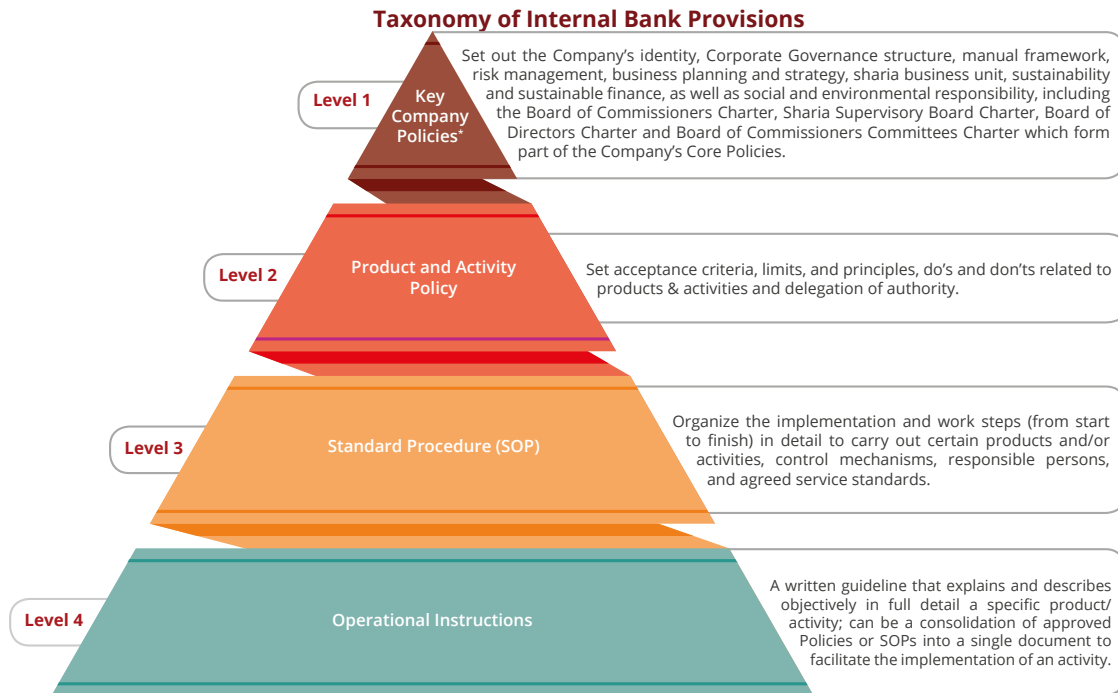 Taxonomy of Internal Bank Provisions
Level 1
Key
Company
Policies*
Set out the Company's identity, Corporate Governance structure, manual framework,
risk management, business planning and strategy, sharia business unit, sustainability
and sustainable finance, as well as social and environmental responsibility, including
the Board of Commissioners Charter, Sharia Supervisory Board Charter, Board of
Directors Charter and Board of Commissioners Committees Charter which form
part of the Company's Core Policies.
Level 2
Product and Activity
Policy
Set acceptance criteria, limits, and principles, do's and don'ts related to
products & activities and delegation of authority.
Level 3
Standard Procedure (SOP)
Organize the implementation and work steps (from start
to finish) in detail to carry out certain products and/or
activities, control mechanisms, responsible persons,
and agreed service standards.
Level 4
Operational Instructions
A written guideline that explains and describes
objectively in full detail a specific product/
activity; can be a consolidation of approved
Policies or SOPs into a single document to
facilitate the implementation of an activity.